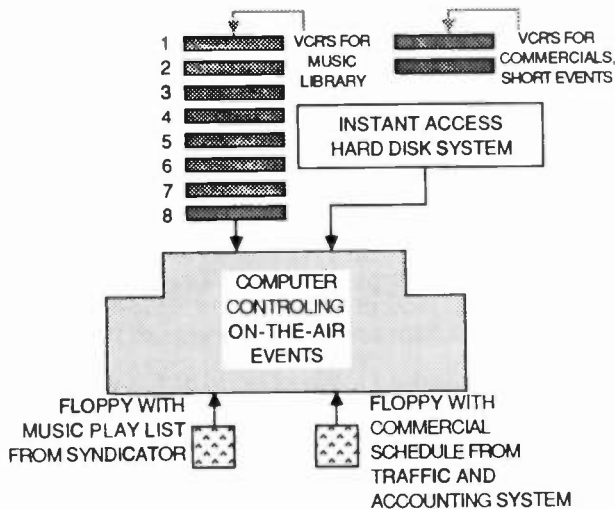 1
2
3
4
5
6
7
8
VCR'S FOR
MUSIC
LIBRARY
VCR'S FOR
COMMERCIALS,
SHORT EVENTS
INSTANT ACCESS
HARD DISK SYSTEM
COMPUTER
CONTROLING
ON-THE-AIR
EVENTS
FLOPPY WITH
MUSIC PLAY LIST
FROM SYNDICATOR
FLOPPY WITH
COMMERCIAL
SCHEDULE FROM
TRAFFIC AND
ACCOUNTING SYSTEM